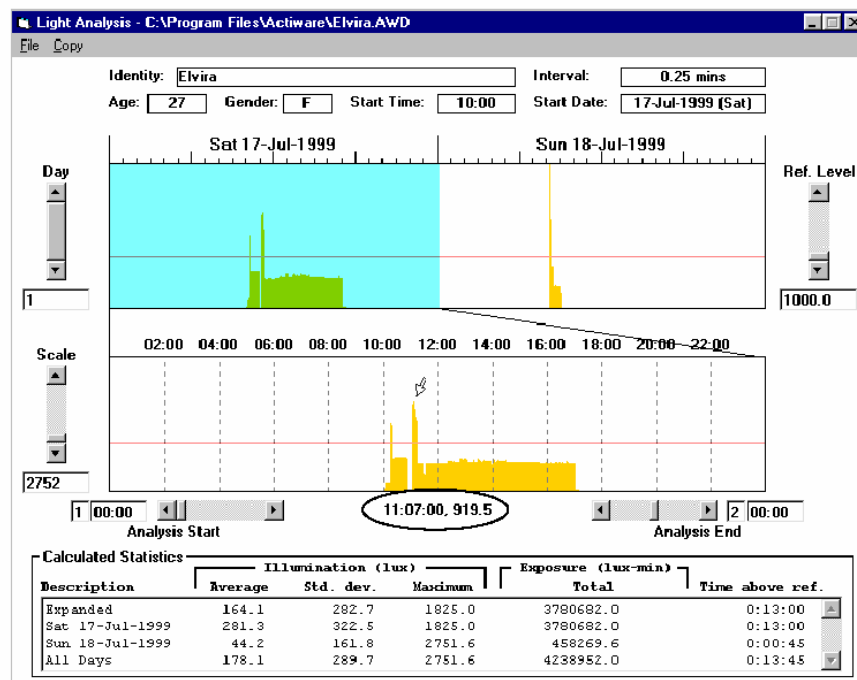 Light Analysis - C:\Program Files\Actiware\Elvira.AWD
File Copy
Identity: Elvira Interval: 0.25 mins
Age: 27 Gender: F Start Time: 10:00 Start Date: 17-Jul-1999 (Sat)
Sat 17-Jul-1999 Sun 18-Jul-1999
Day Ref. Level
1 1000.0
Scale 02:00 04:00 06:00 08:00 10:00 12:00 14:00 16:00 18:00 20:00 22:00
2752
1 00:00 11:07:00, 919.5 2 00:00
Analysis Start Analysis End
Calculated Statistics
Illumination (lux) Exposure (lux-min)
Description Average Std. dev. Maximum Total Time above ref.
Expanded 164.1 282.7 1825.0 3780682.0 0:13:00
Sat 17-Jul-1999 281.3 322.5 1825.0 3780682.0 0:13:00
Sun 18-Jul-1999 44.2 161.8 2751.6 458269.6 0:00:45
All Days 178.1 289.7 2751.6 4238952.0 0:13:45